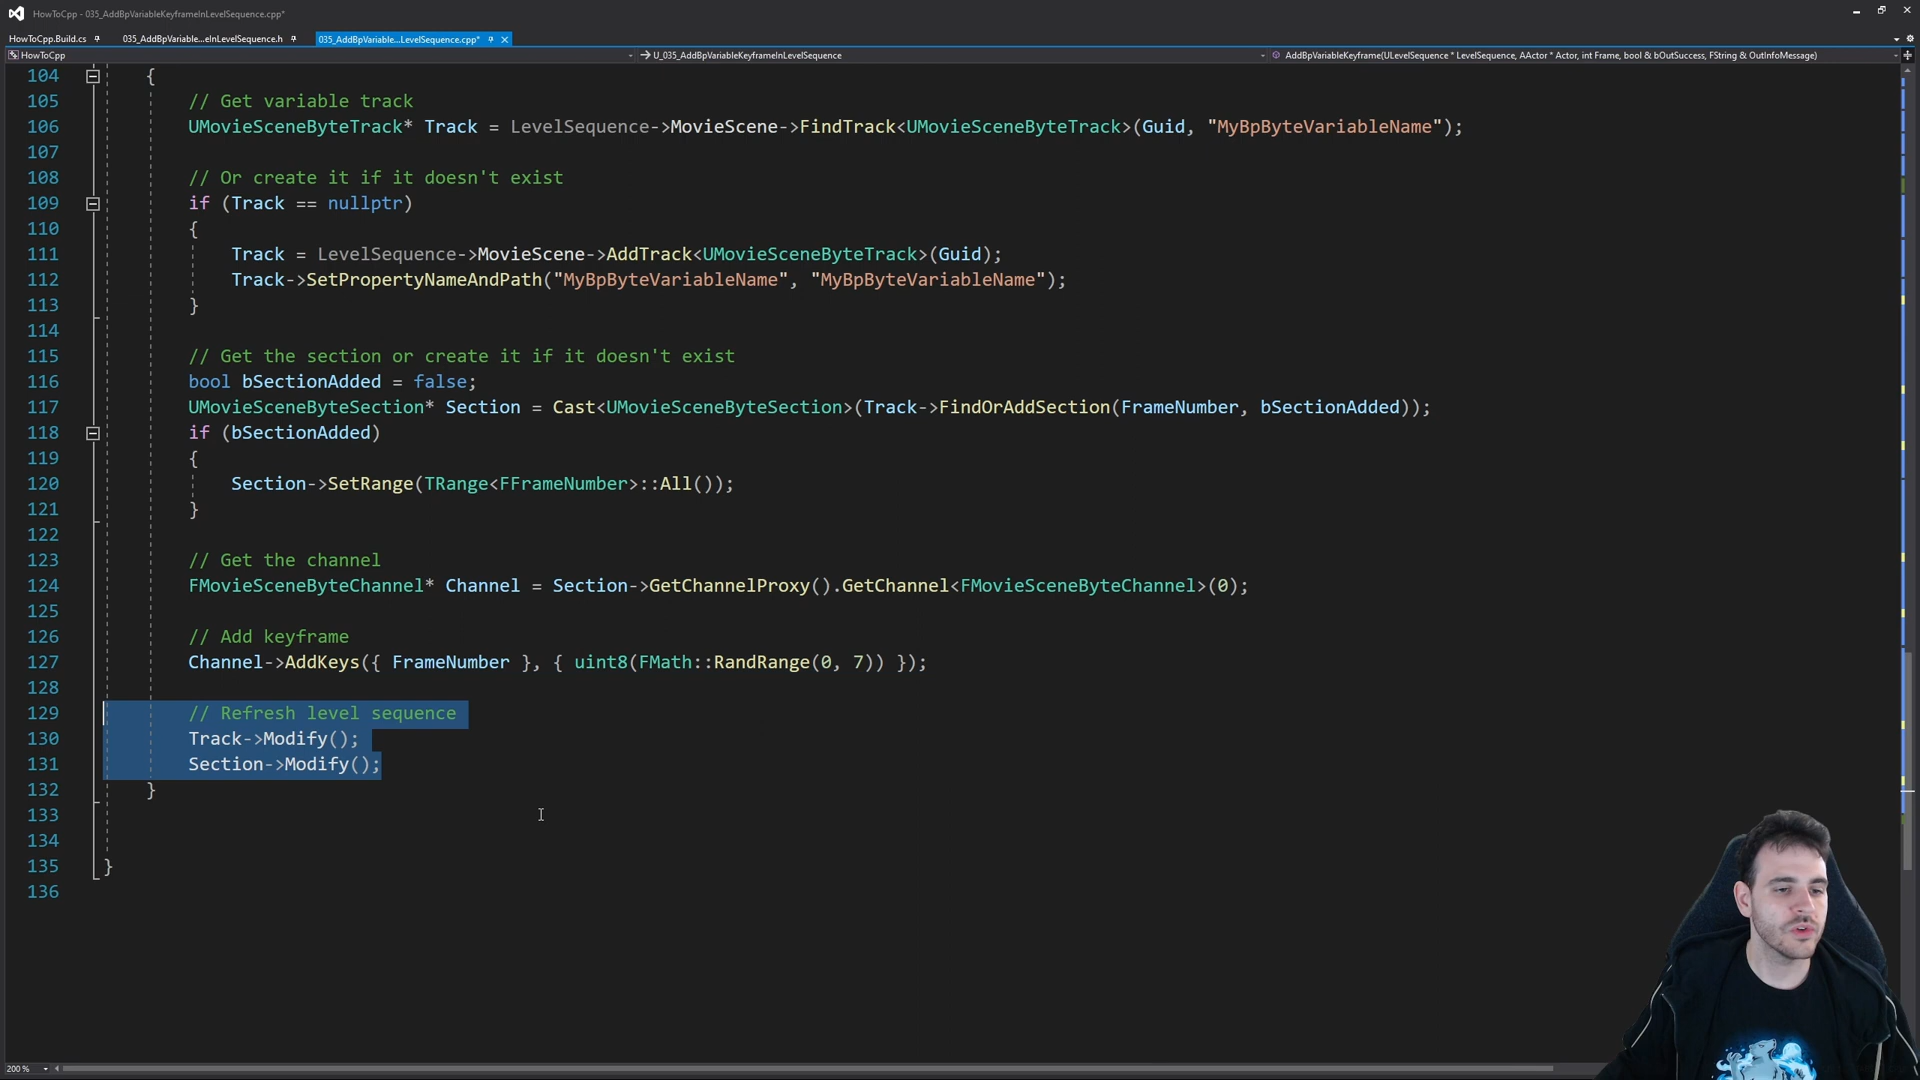 HowToCpp - 035_AddBpVariableKeyframeInLevelSequence.cpp*
HowToCpp.Build.cs 035_AddBpVariable...eInLevelSequence.h 035_AddBpVariable...LevelSequence.cpp*
HowToCpp U_035_AddBpVariableKeyframeInLevelSequence AddBpVariableKeyframe(ULevelSequence * LevelSequence, AActor * Actor, int Frame, bool & bOutSuccess, FString & OutInfoMessage)
104 {
105 // Get variable track
106 UMovieSceneByteTrack* Track = LevelSequence->MovieScene->FindTrack<UMovieSceneByteTrack>(Guid, "MyBpByteVariableName");
107
108 // Or create it if it doesn't exist
109 if (Track == nullptr)
110 {
111 Track = LevelSequence->MovieScene->AddTrack<UMovieSceneByteTrack>(Guid);
112 Track->SetPropertyNameAndPath("MyBpByteVariableName", "MyBpByteVariableName");
113 }
114
115 // Get the section or create it if it doesn't exist
116 bool bSectionAdded = false;
117 UMovieSceneByteSection* Section = Cast<UMovieSceneByteSection>(Track->FindOrAddSection(FrameNumber, bSectionAdded));
118 if (bSectionAdded)
119 {
120 Section->SetRange(TRange<FFrameNumber>::All());
121 }
122
123 // Get the channel
124 FMovieSceneByteChannel* Channel = Section->GetChannelProxy().GetChannel<FMovieSceneByteChannel>(0);
125
126 // Add keyframe
127 Channel->AddKeys({ FrameNumber }, { uint8(FMath::RandRange(0, 7)) });
128
129 // Refresh level sequence
130 Track->Modify();
131 Section->Modify();
132 }
133
134
135 }
136
200 %